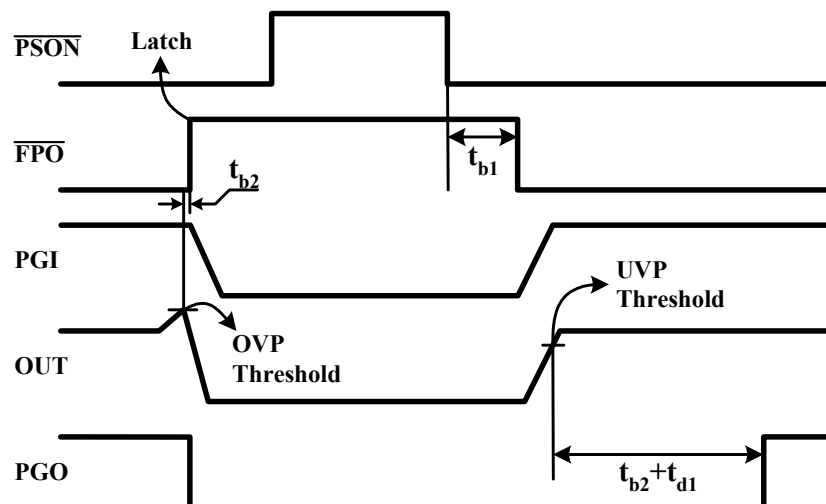 PSON
Latch
FPO
tb1
tb2
PGI
UVP
Threshold
OVP
Threshold
OUT
PGO
tb2+td1